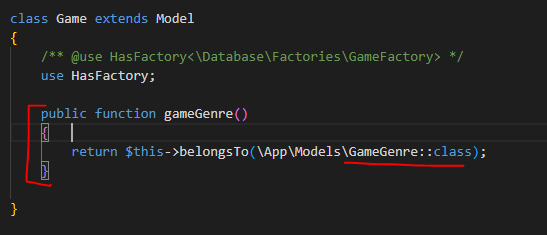 class Game extends Model
{
/** @use HasFactory<\Database\Factories\GameFactory> */
use HasFactory;
public function gameGenre()
{
return $this->belongsTo(\App\Models\GameGenre::class);
}
}